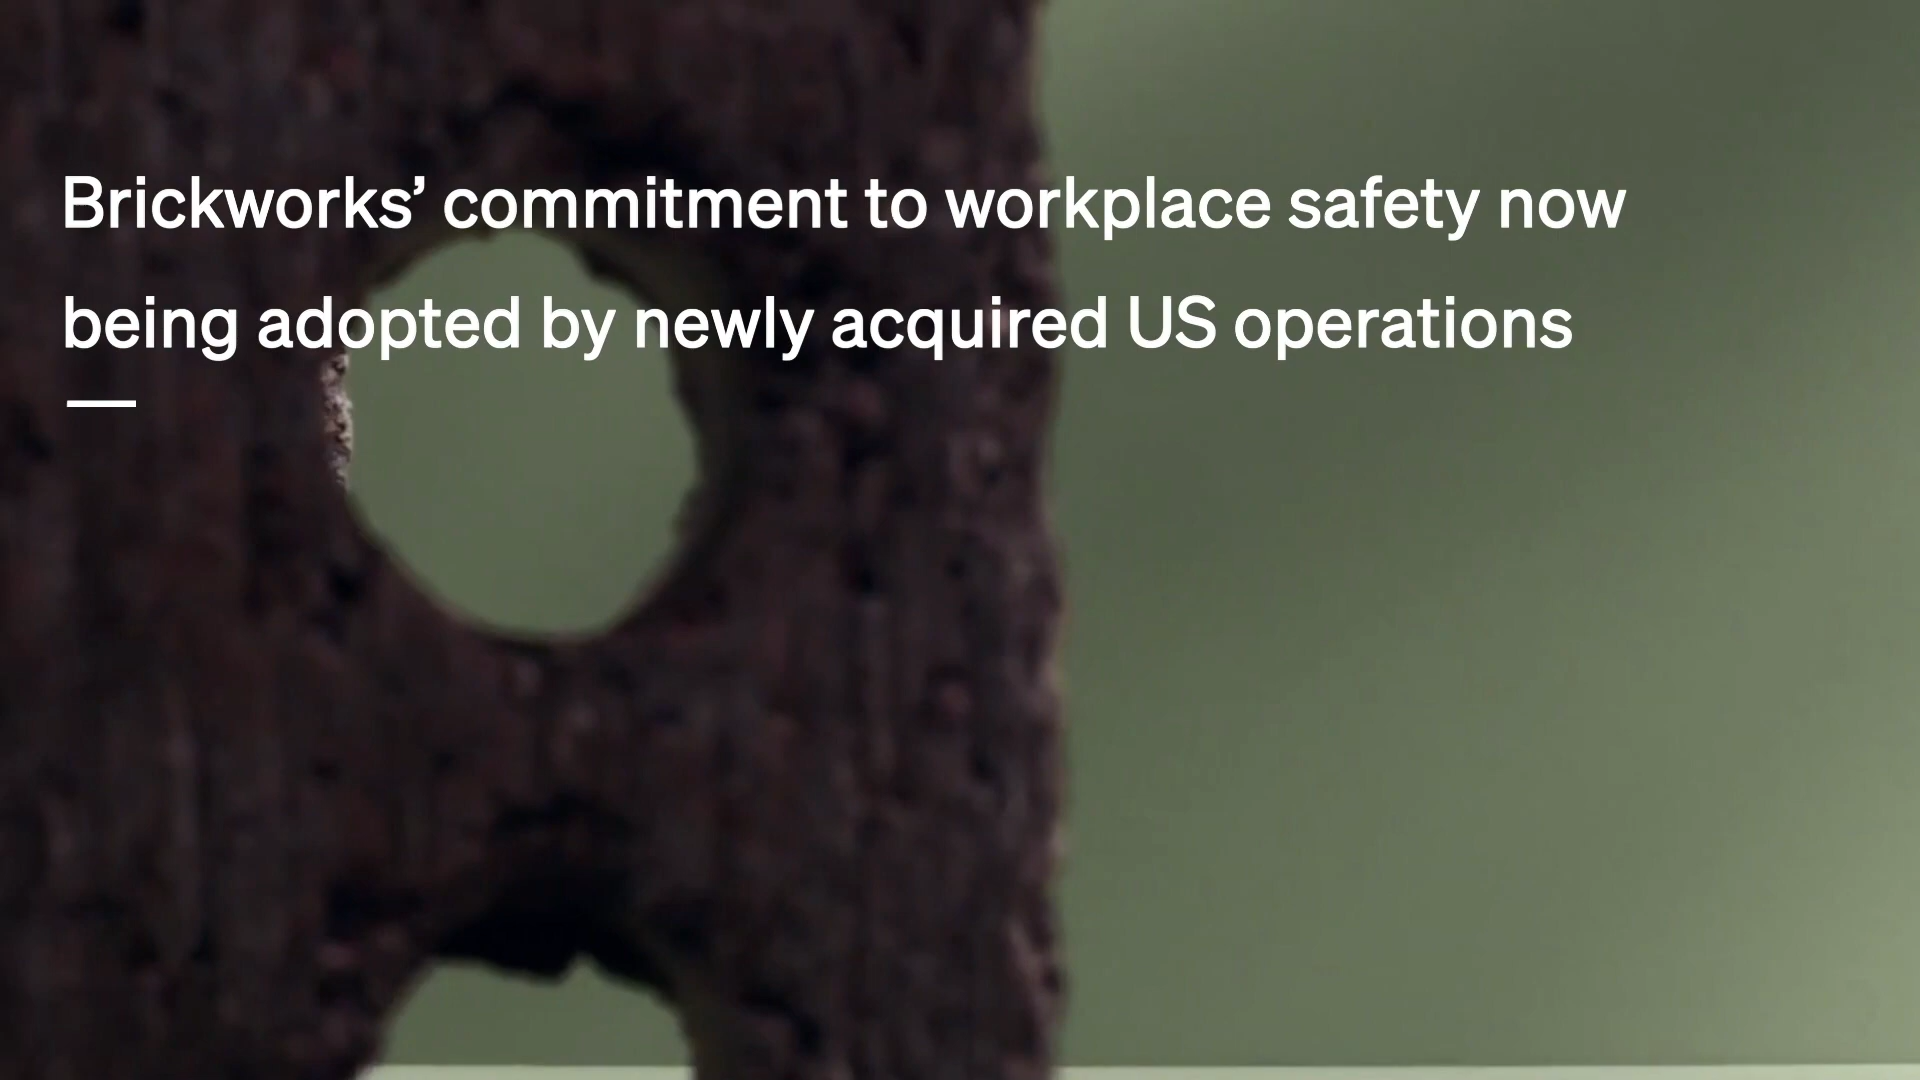 Brickworks’ commitment to workplace safety now
being adopted by newly acquired US operations